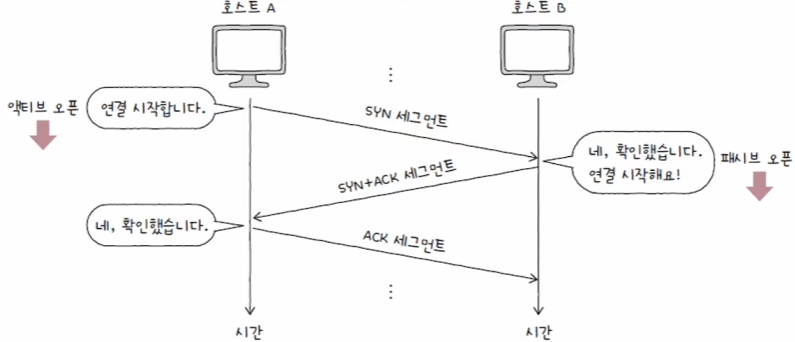 호스트 A
호스트 B
액티브 오픈
연결 시작합니다.
SYN 세그먼트
네, 확인했습니다.
연결 시작해요!
패시브 오픈
SYN+ACK 세그먼트
네, 확인했습니다.
ACK 세그먼트
시간
시간